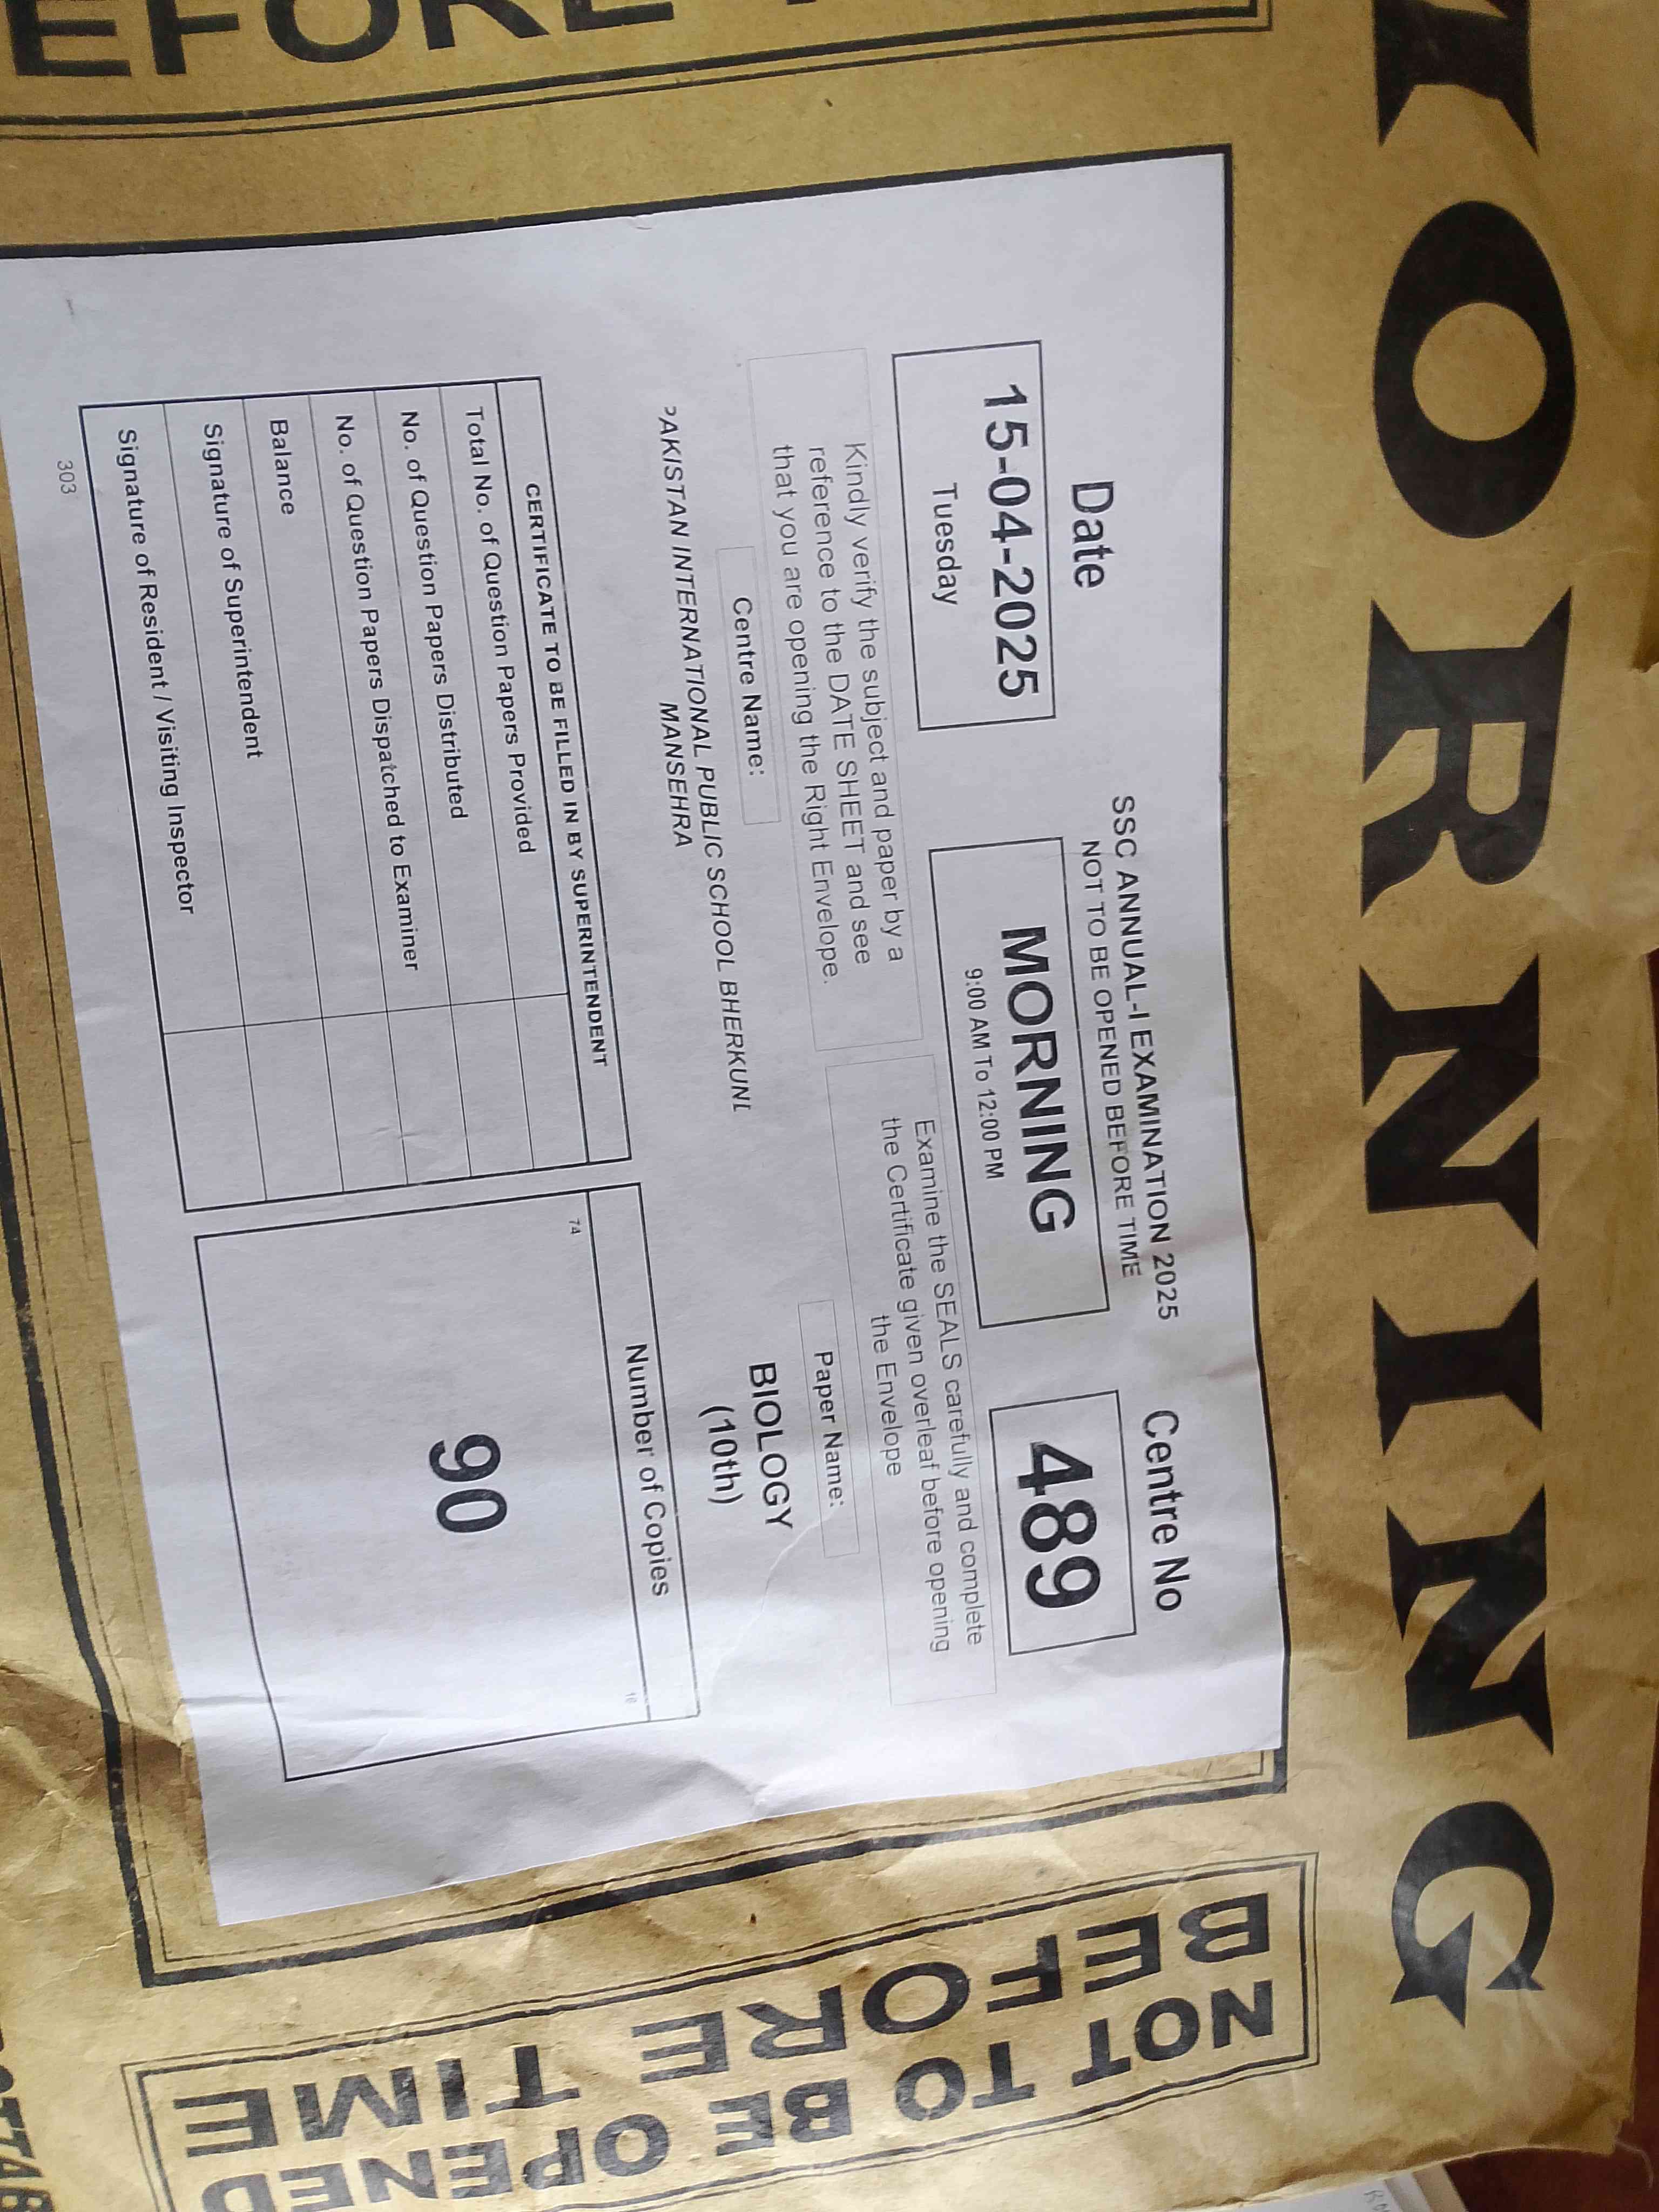 MORNING
SSC ANNUAL-I EXAMINATION 2025
NOT TO BE OPENED BEFORE TIME
Date
15-04-2025
Tuesday
MORNING
9:00 AM To 12:00 PM
Centre No
489
Kindly verify the subject and paper by a
reference to the DATE SHEET and see
that you are opening the Right Envelope.
Examine the SEALS carefully and complete
the Certificate given overleaf before opening
the Envelope
Centre Name:
PAKISTAN INTERNATIONAL PUBLIC SCHOOL BHERKUND
MANSEHRA
Paper Name:
BIOLOGY
(10th)
CERTIFICATE TO BE FILLED IN BY SUPERINTENDENT
Total No. of Question Papers Provided
No. of Question Papers Distributed
No. of Question Papers Dispatched to Examiner
Balance
Signature of Superintendent
Signature of Resident / Visiting Inspector
Number of Copies
74
16
90
303
NOT TO BE OPENED
BEFORE TIME